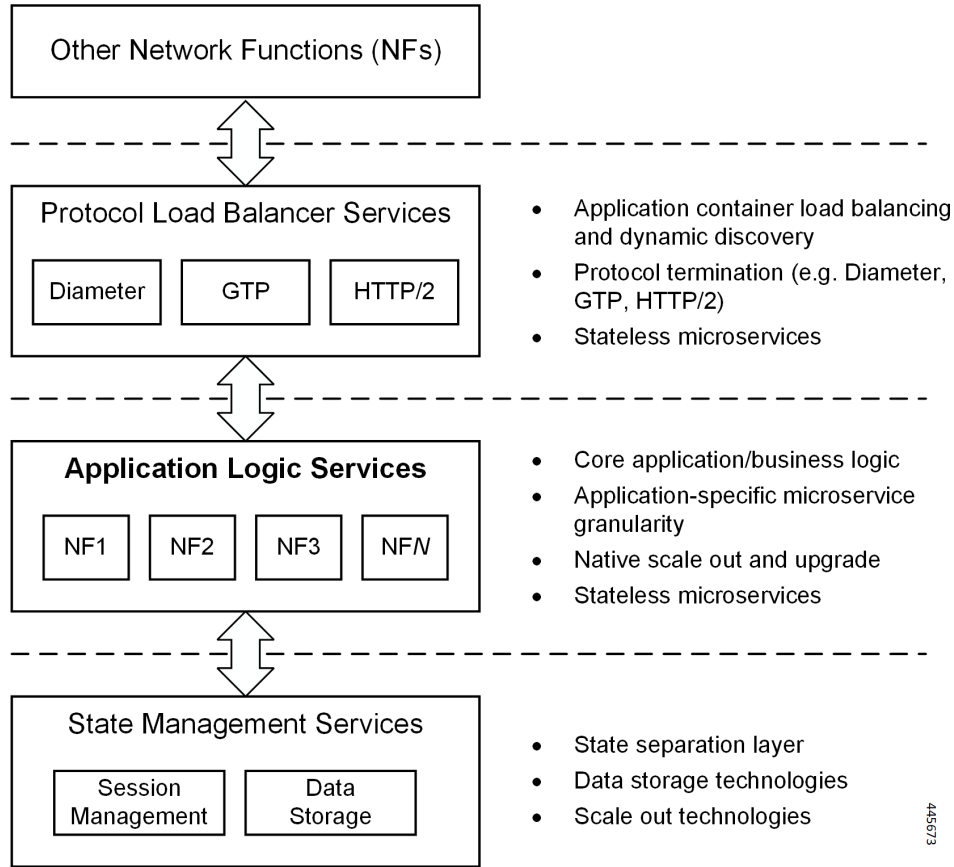 Other Network Functions (NFs)
Protocol Load Balancer Services
Diameter
GTP
HTTP/2
• Application container load balancing
and dynamic discovery
• Protocol termination (e.g. Diameter,
GTP, HTTP/2)
• Stateless microservices
Application Logic Services
NF1
NF2
NF3
NFN
• Core application/business logic
• Application-specific microservice
granularity
• Native scale out and upgrade
• Stateless microservices
State Management Services
Session
Management
Data
Storage
• State separation layer
• Data storage technologies
• Scale out technologies
445673